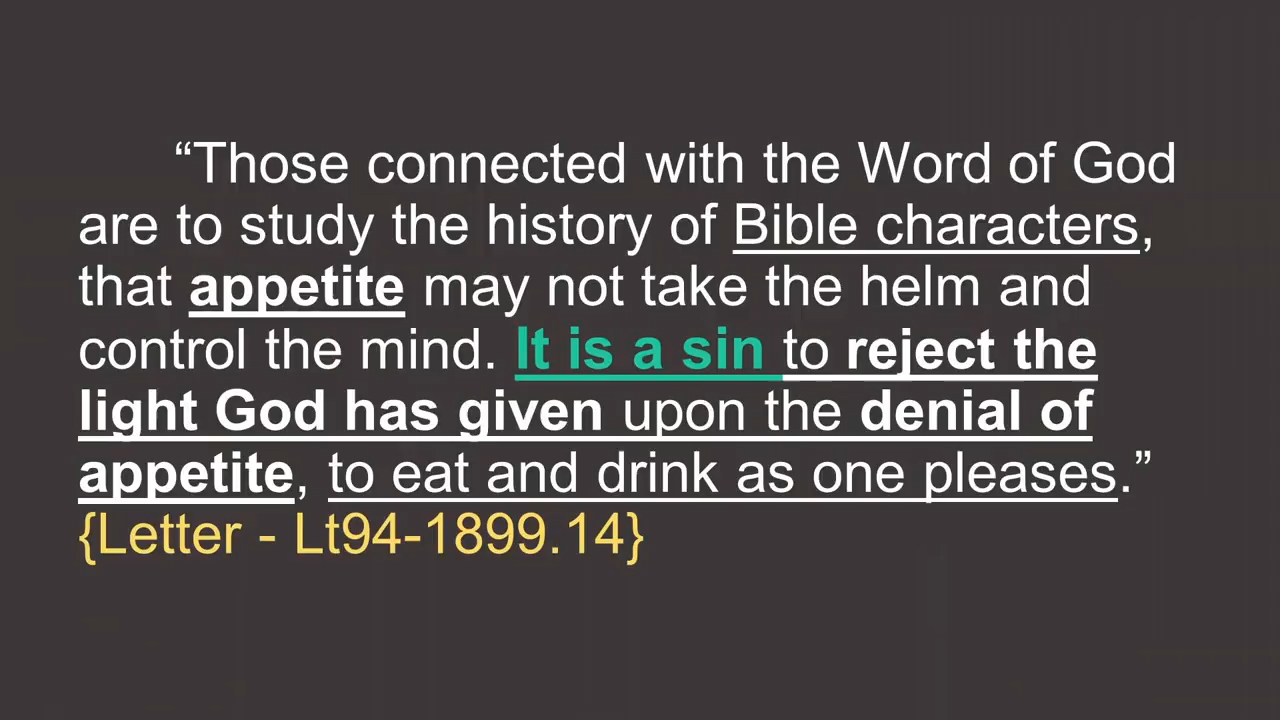 “Those connected with the Word of God
are to study the history of Bible characters,
that appetite may not take the helm and
control the mind. It is a sin to reject the
light God has given upon the denial of
appetite, to eat and drink as one pleases.”
{Letter - Lt94-1899.14}